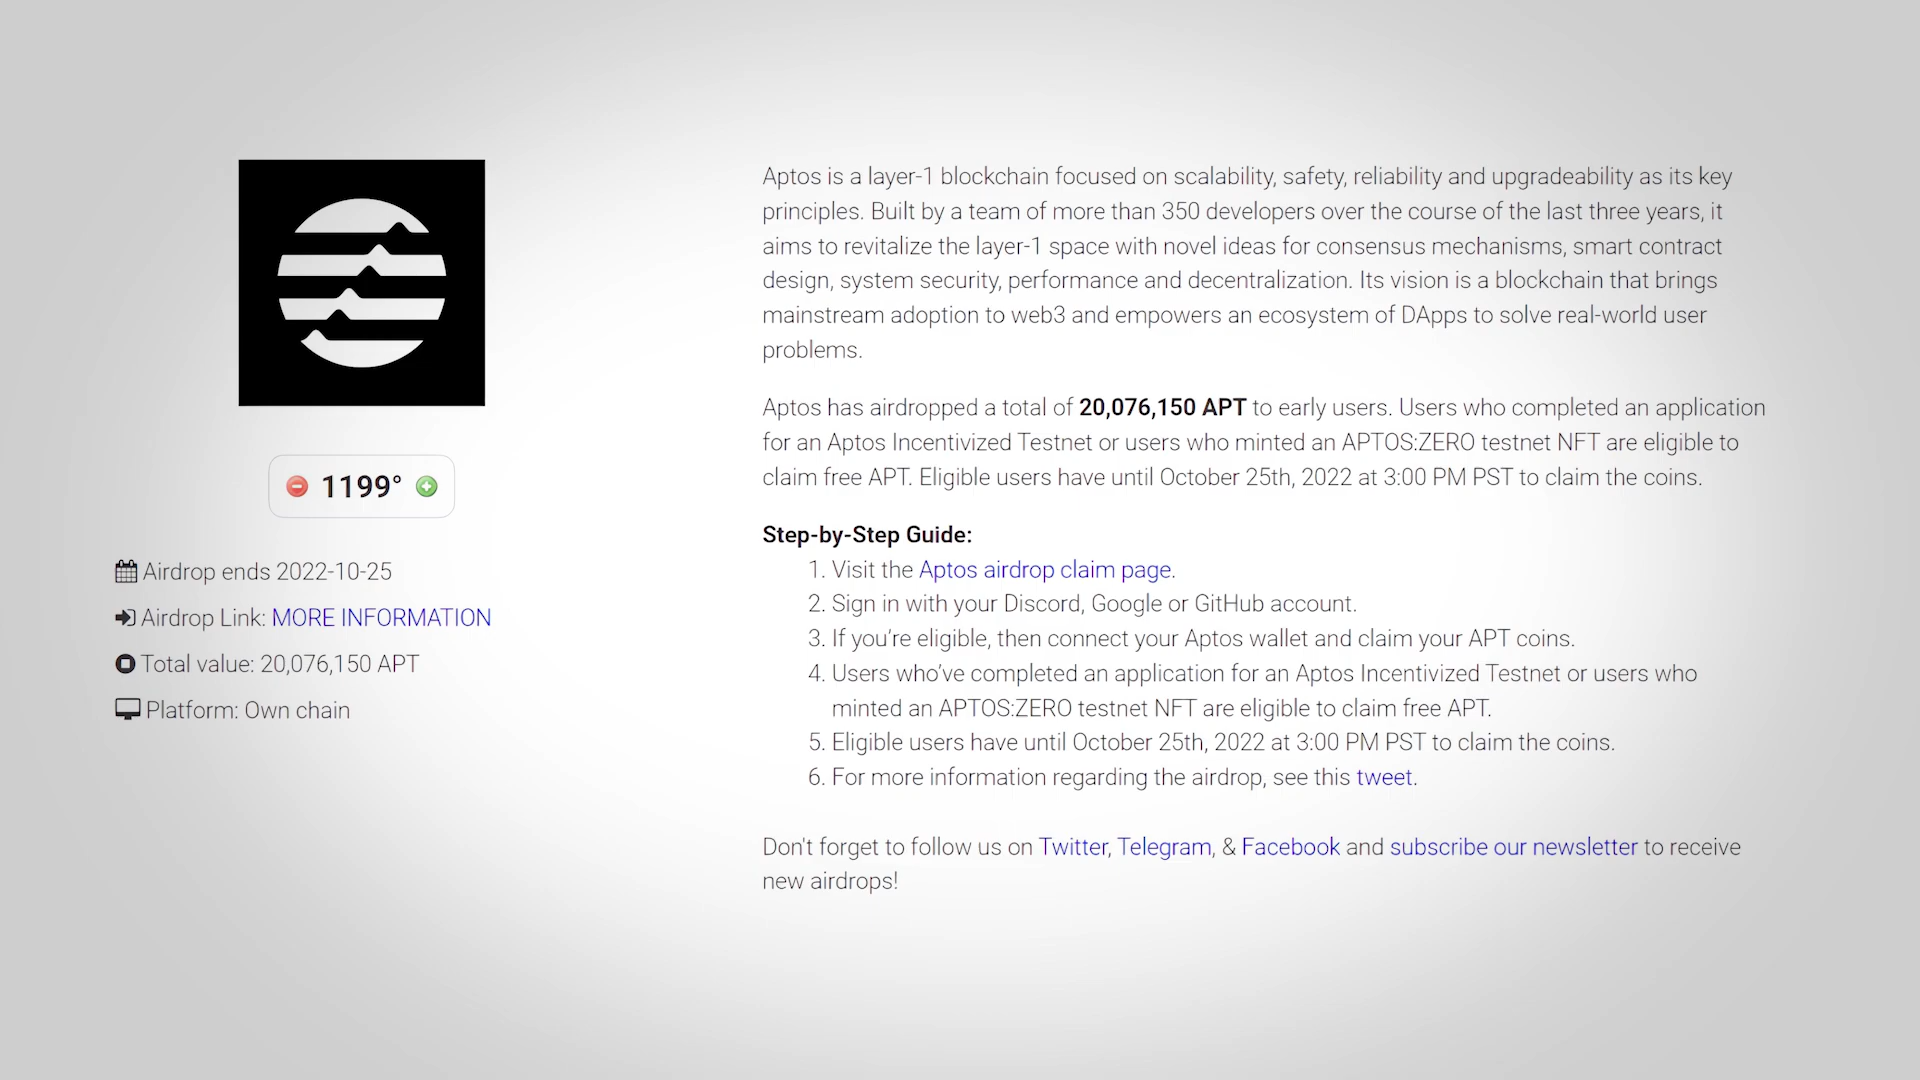 1199°
Airdrop ends 2022-10-25
Airdrop Link: MORE INFORMATION
Total value: 20,076,150 APT
Platform: Own chain
Aptos is a layer-1 blockchain focused on scalability, safety, reliability and upgradeability as its key
principles. Built by a team of more than 350 developers over the course of the last three years, it
aims to revitalize the layer-1 space with novel ideas for consensus mechanisms, smart contract
design, system security, performance and decentralization. Its vision is a blockchain that brings
mainstream adoption to web3 and empowers an ecosystem of DApps to solve real-world user
problems.
Aptos has airdropped a total of 20,076,150 APT to early users. Users who completed an application
for an Aptos Incentivized Testnet or users who minted an APTOS:ZERO testnet NFT are eligible to
claim free APT. Eligible users have until October 25th, 2022 at 3:00 PM PST to claim the coins.
Step-by-Step Guide:
1. Visit the Aptos airdrop claim page.
2. Sign in with your Discord, Google or GitHub account.
3. If you’re eligible, then connect your Aptos wallet and claim your APT coins.
4. Users who’ve completed an application for an Aptos Incentivized Testnet or users who
minted an APTOS:ZERO testnet NFT are eligible to claim free APT.
5. Eligible users have until October 25th, 2022 at 3:00 PM PST to claim the coins.
6. For more information regarding the airdrop, see this tweet.
Don't forget to follow us on Twitter, Telegram, & Facebook and subscribe our newsletter to receive
new airdrops!